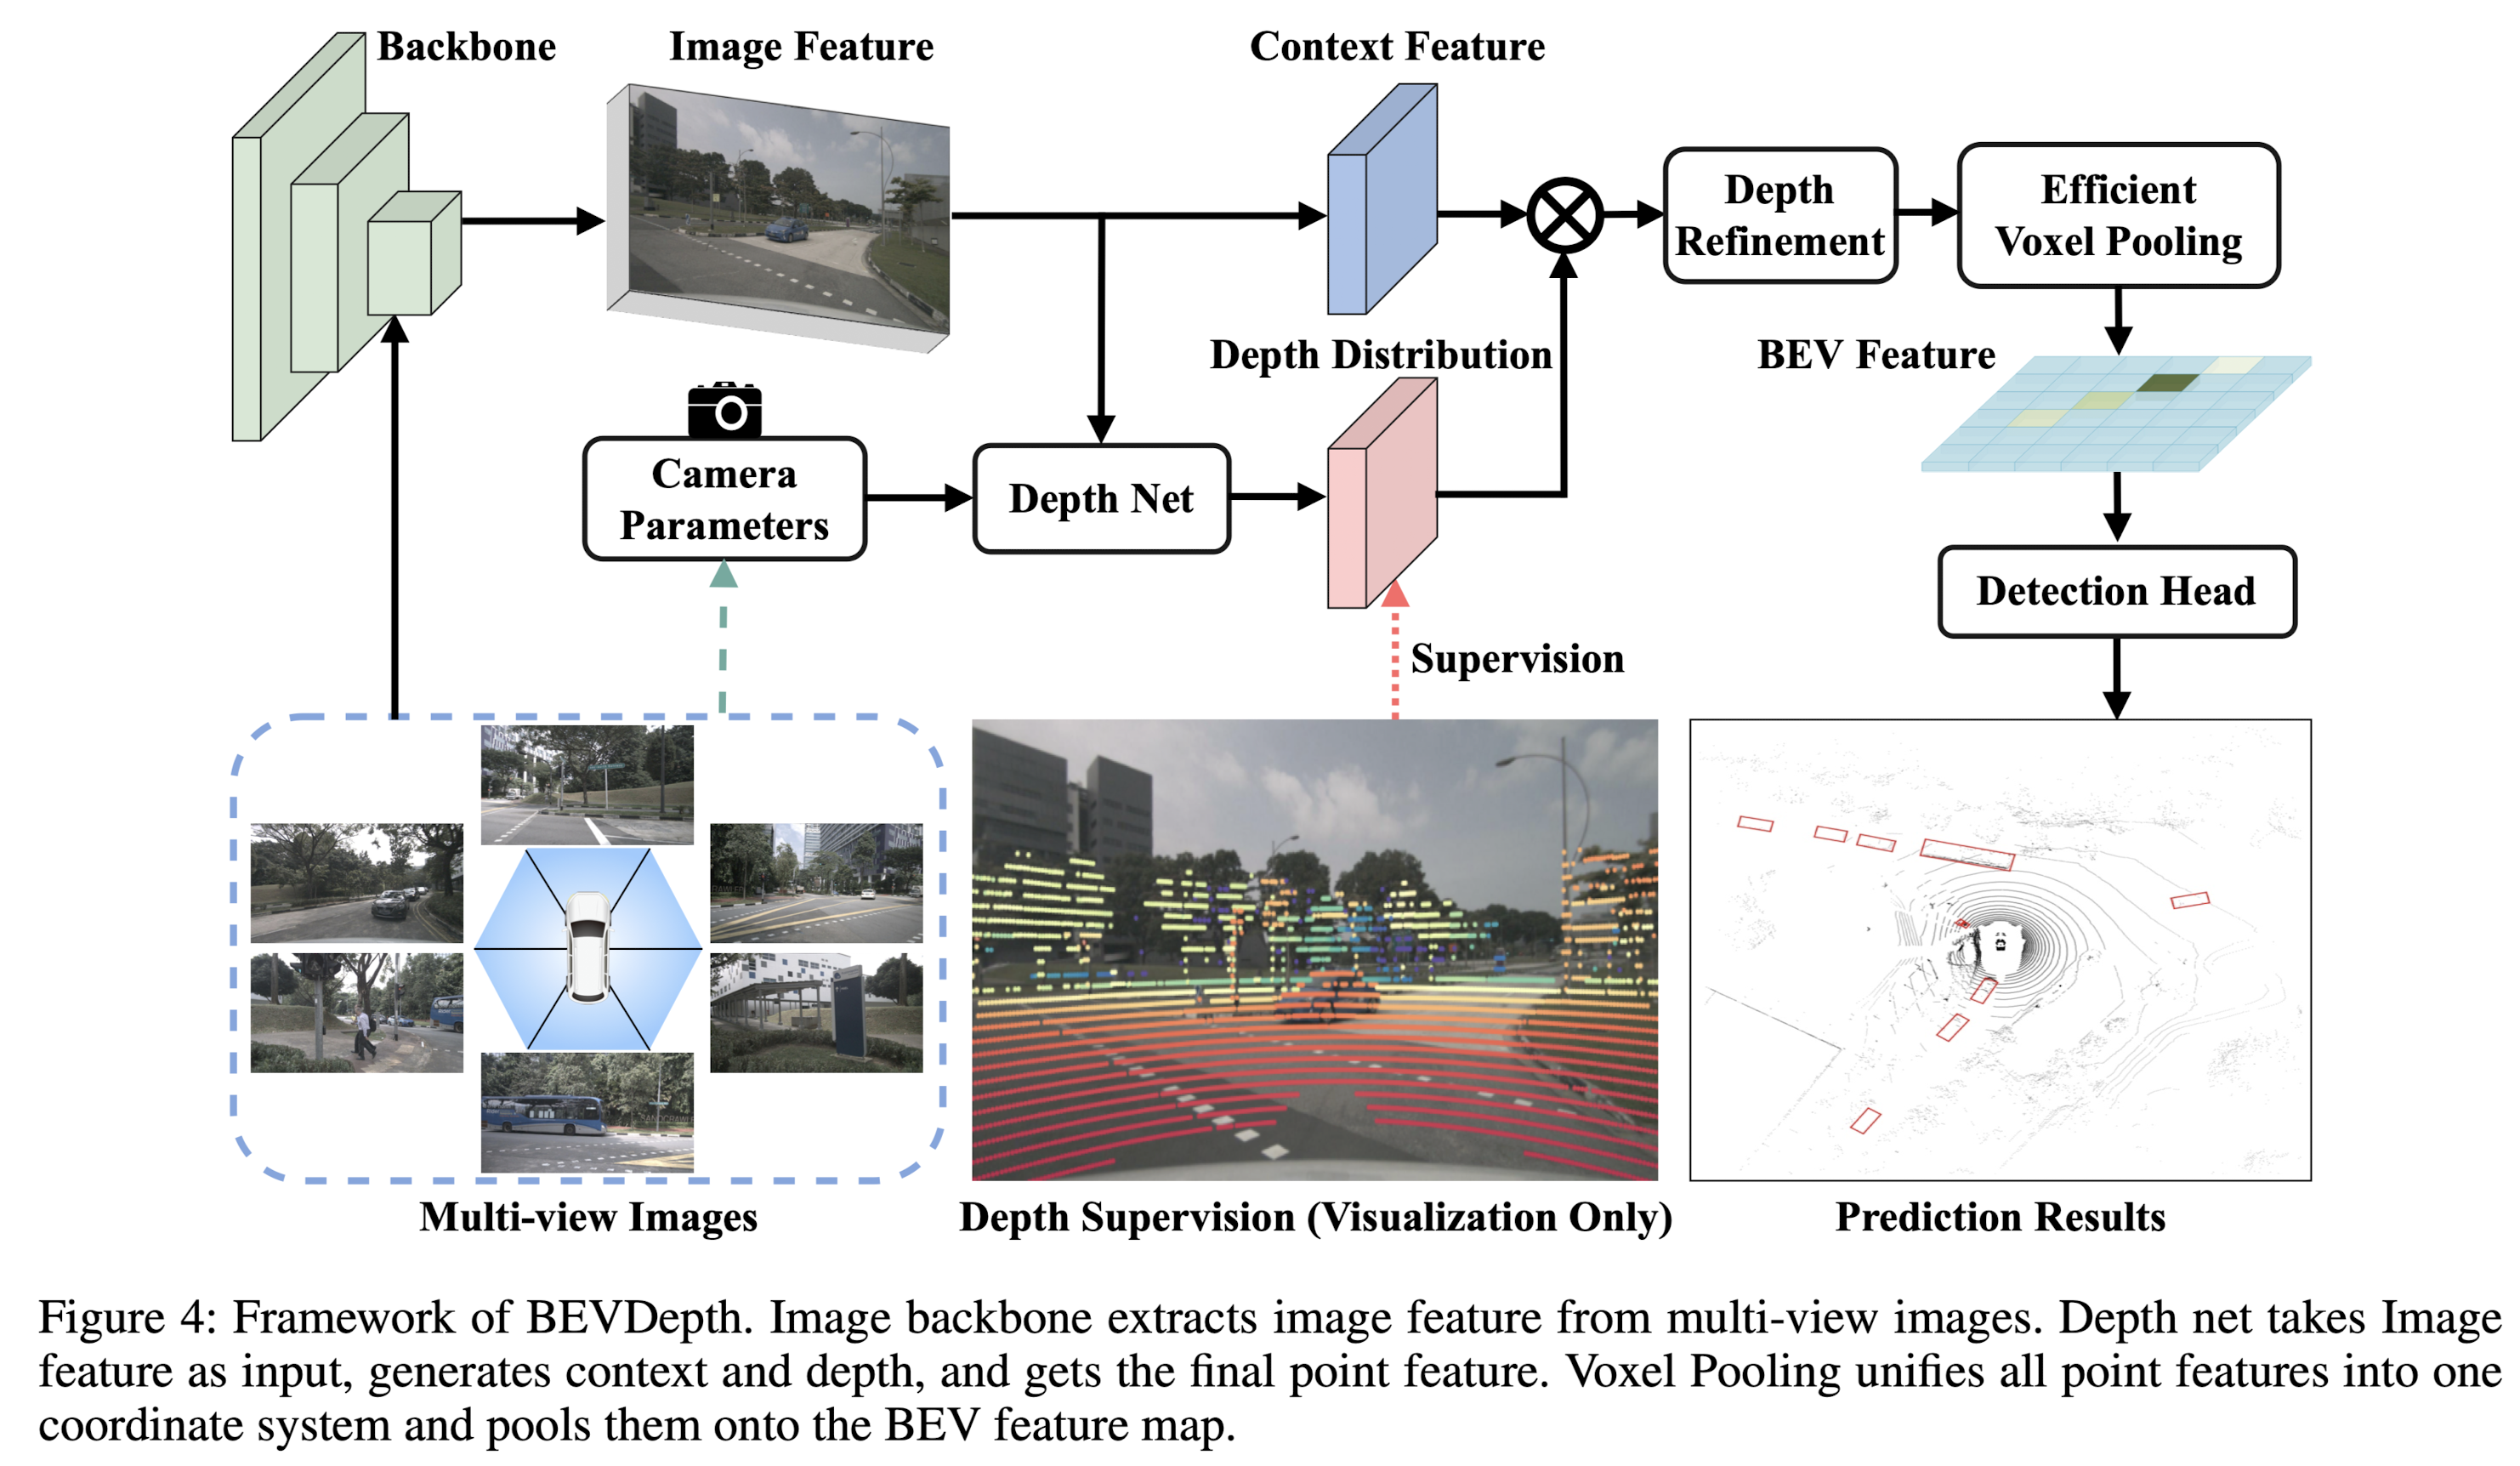 Backbone
Image Feature
Context Feature
Depth
Refinement
Efficient
Voxel Pooling
Depth Distribution
BEV Feature
Camera
Parameters
Depth Net
Detection Head
Supervision
Multi-view Images
Depth Supervision (Visualization Only)
Prediction Results
Figure 4: Framework of BEVDepth. Image backbone extracts image feature from multi-view images. Depth net takes Image
feature as input, generates context and depth, and gets the final point feature. Voxel Pooling unifies all point features into one
coordinate system and pools them onto the BEV feature map.